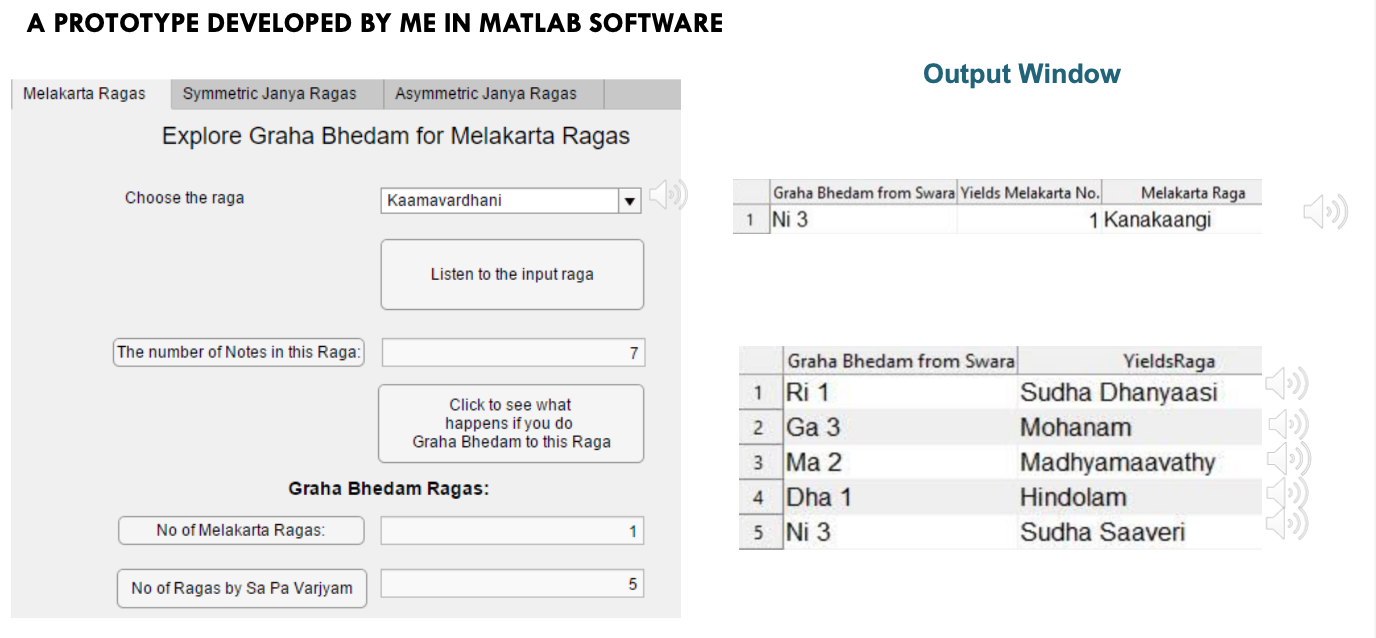 A PROTOTYPE DEVELOPED BY ME IN MATLAB SOFTWARE
Melakarta Ragas Symmetric Janya Ragas Asymmetric Janya Ragas
Explore Graha Bhedam for Melakarta Ragas
Choose the raga Kaamavardhani
Listen to the input raga
The number of Notes in this Raga: 7
Click to see what
happens if you do
Graha Bhedam to this Raga
Graha Bhedam Ragas:
No of Melakarta Ragas: 1
No of Ragas by Sa Pa Varjyam 5
Output Window
Graha Bhedam from Swara Yields Melakarta No. Melakarta Raga
1 Ni 3 1 Kanakaangi
Graha Bhedam from Swara YieldsRaga
1 Ri 1 Sudha Dhanyaasi
2 Ga 3 Mohanam
3 Ma 2 Madhyamaavathy
4 Dha 1 Hindolam
5 Ni 3 Sudha Saaveri